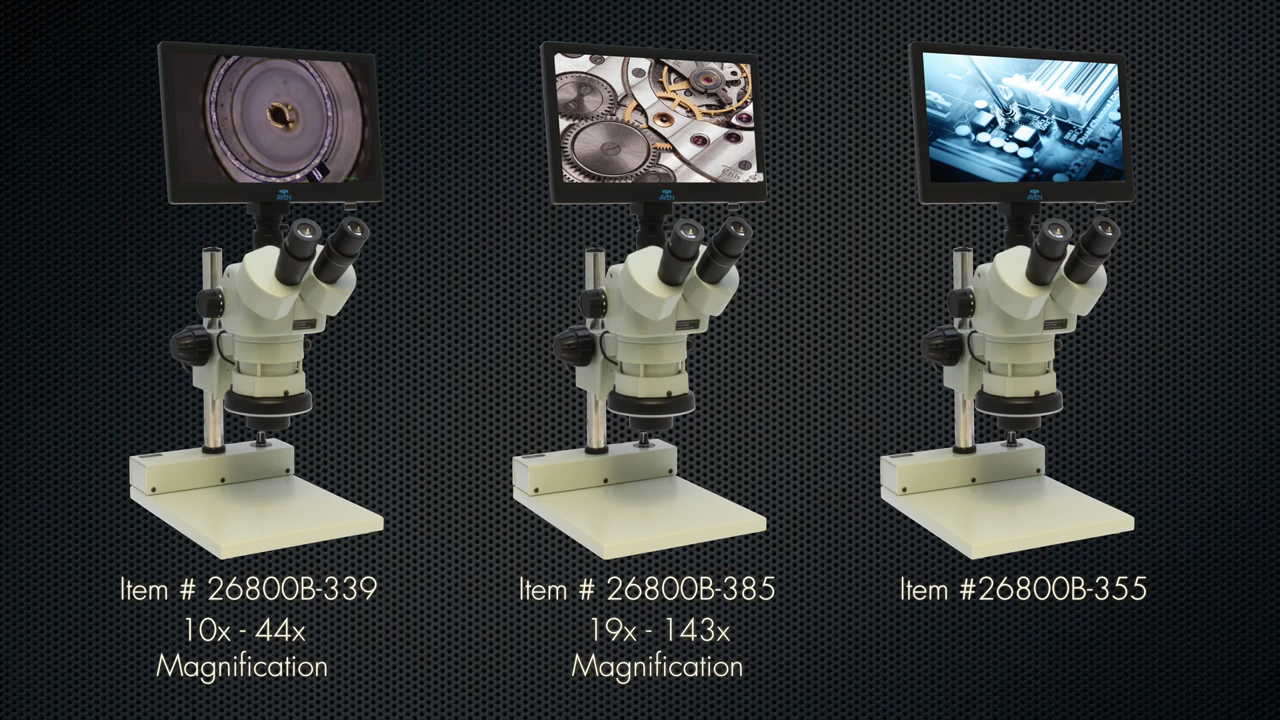 AVEN
AVEN
AVEN
Item # 26800B-339
10x - 44x
Magnification
Item # 26800B-385
19x - 143x
Magnification
Item #26800B-355